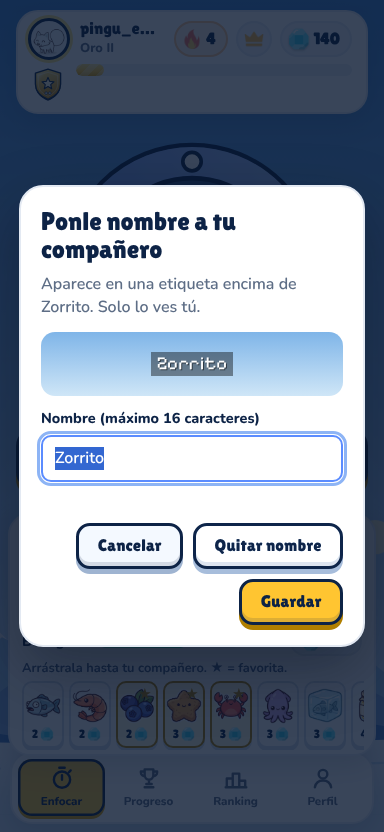 pingu_e...
Oro II
4
140
Ponle nombre a tu
compañero
Aparece en una etiqueta encima de
Zorrito. Solo lo ves tú.
Zorrito
Nombre (máximo 16 caracteres)
Zorrito
Cancelar
Quitar nombre
Guardar
Arrástrala hasta tu compañero. ★ = favorita.
2
2
2
3
3
3
3
Enfocar
Progreso
Ranking
Perfil